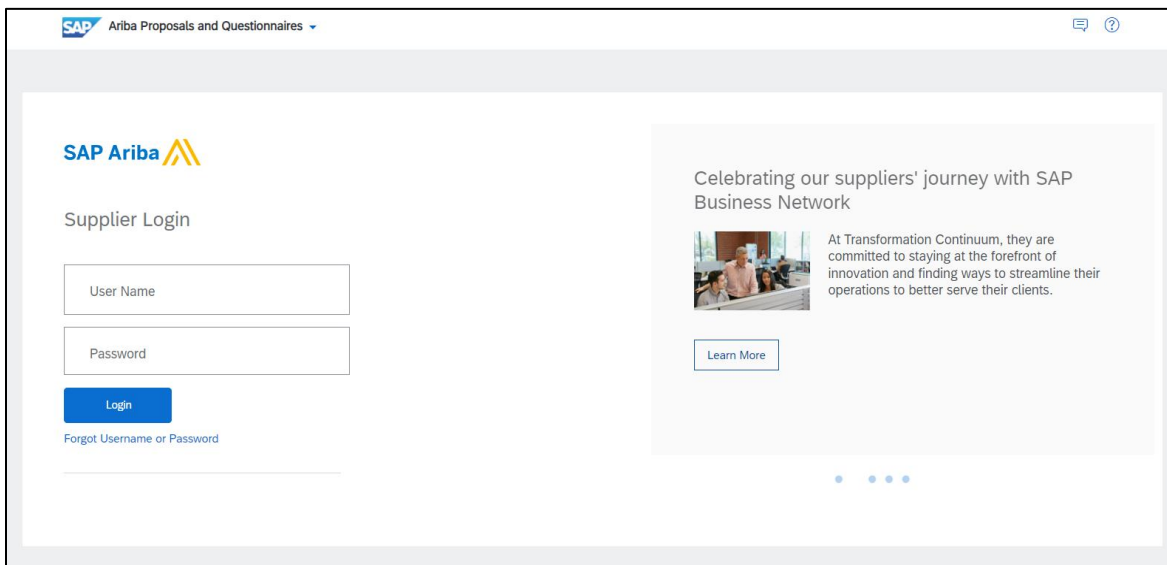 SAP Ariba Proposals and Questionnaires
SAP Ariba
Supplier Login
User Name
Password
Login
Forgot Username or Password
Celebrating our suppliers' journey with SAP
Business Network
At Transformation Continuum, they are
committed to staying at the forefront of
innovation and finding ways to streamline their
operations to better serve their clients.
Learn More